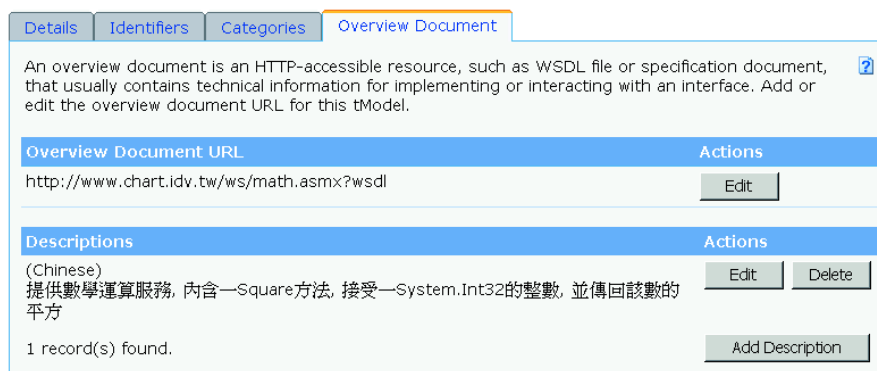 Details Identifiers Categories Overview Document
An overview document is an HTTP-accessible resource, such as WSDL file or specification document,
that usually contains technical information for implementing or interacting with an interface. Add or
edit the overview document URL for this tModel.
?
Overview Document URL Actions
http://www.chart.idv.tw/ws/math.asmx?wsdl Edit
Descriptions Actions
(Chinese) Edit Delete
提供數學運算服務, 內含一Square方法, 接受一System.Int32的整數, 並傳回該數的
平方
1 record(s) found. Add Description